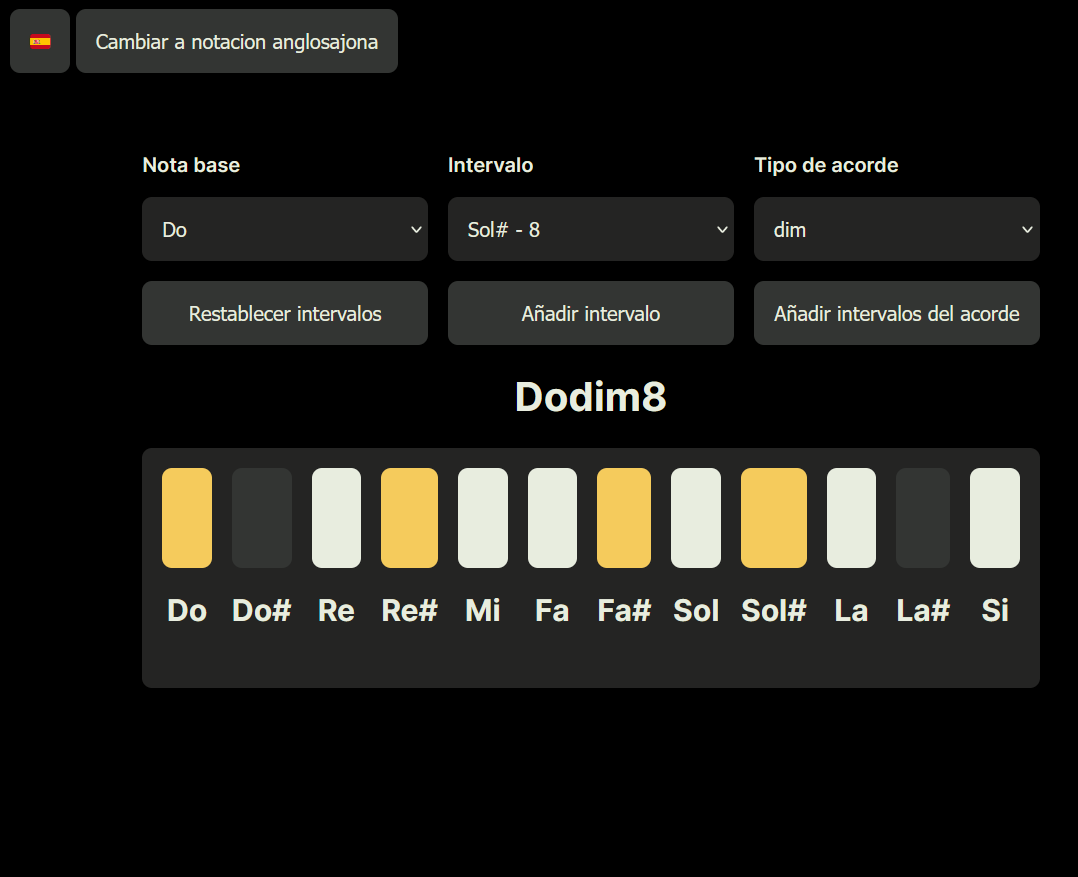 Cambiar a notacion anglosajona
Nota base Intervalo Tipo de acorde
Do Sol# - 8 dim
Restablecer intervalos Añadir intervalo Añadir intervalos del acorde
Dodim8
Do Do# Re Re# Mi Fa Fa# Sol Sol# La La# Si